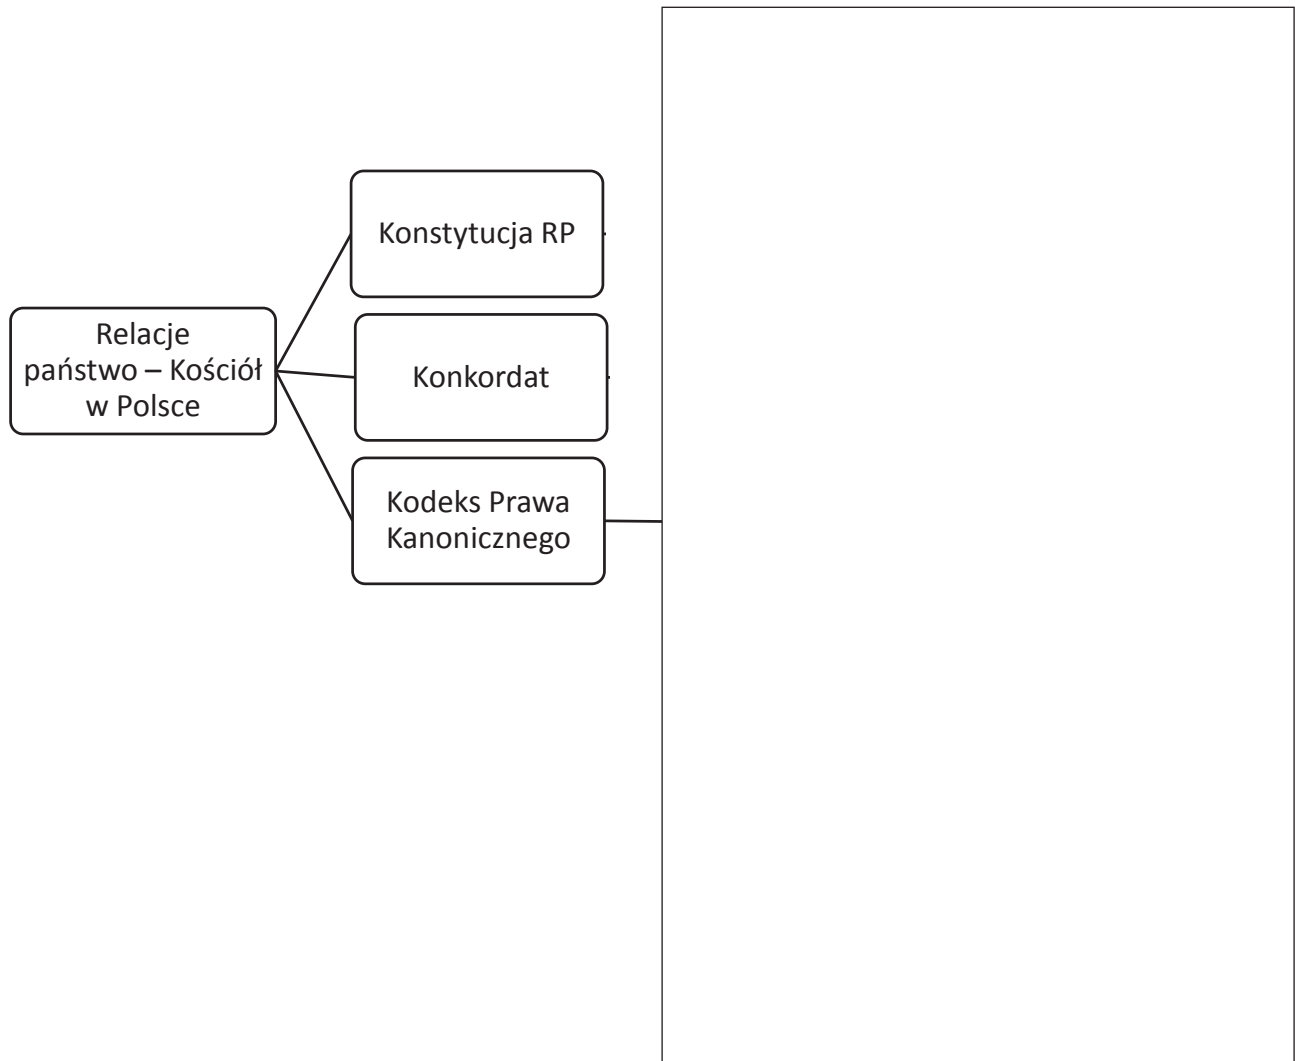 Konstytucja RP
Relacje
państwo – Kościół
w Polsce
Konkordat
Kodeks Prawa
Kanonicznego